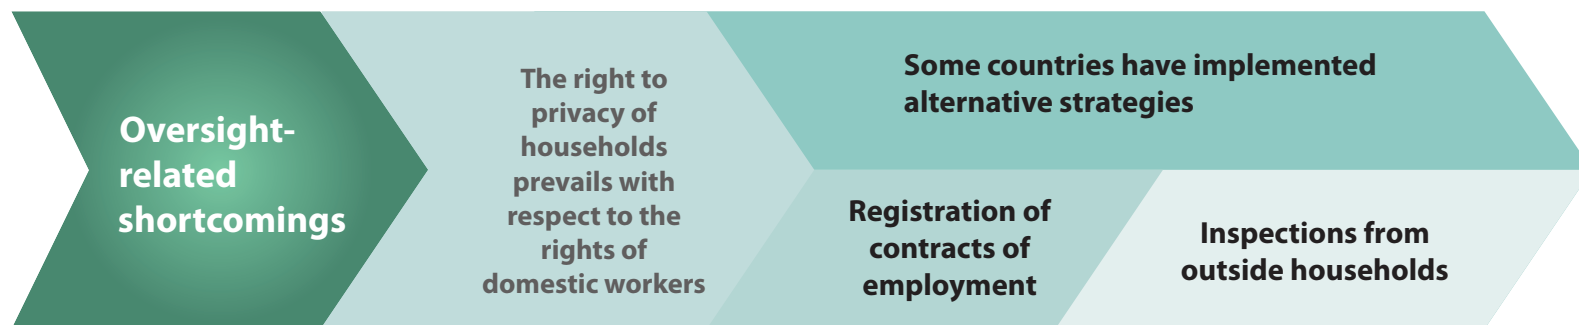 Oversight-
related
shortcomings
The right to
privacy of
households
prevails with
respect to the
rights of
domestic workers
Some countries have implemented
alternative strategies
Registration of
contracts of
employment
Inspections from
outside households